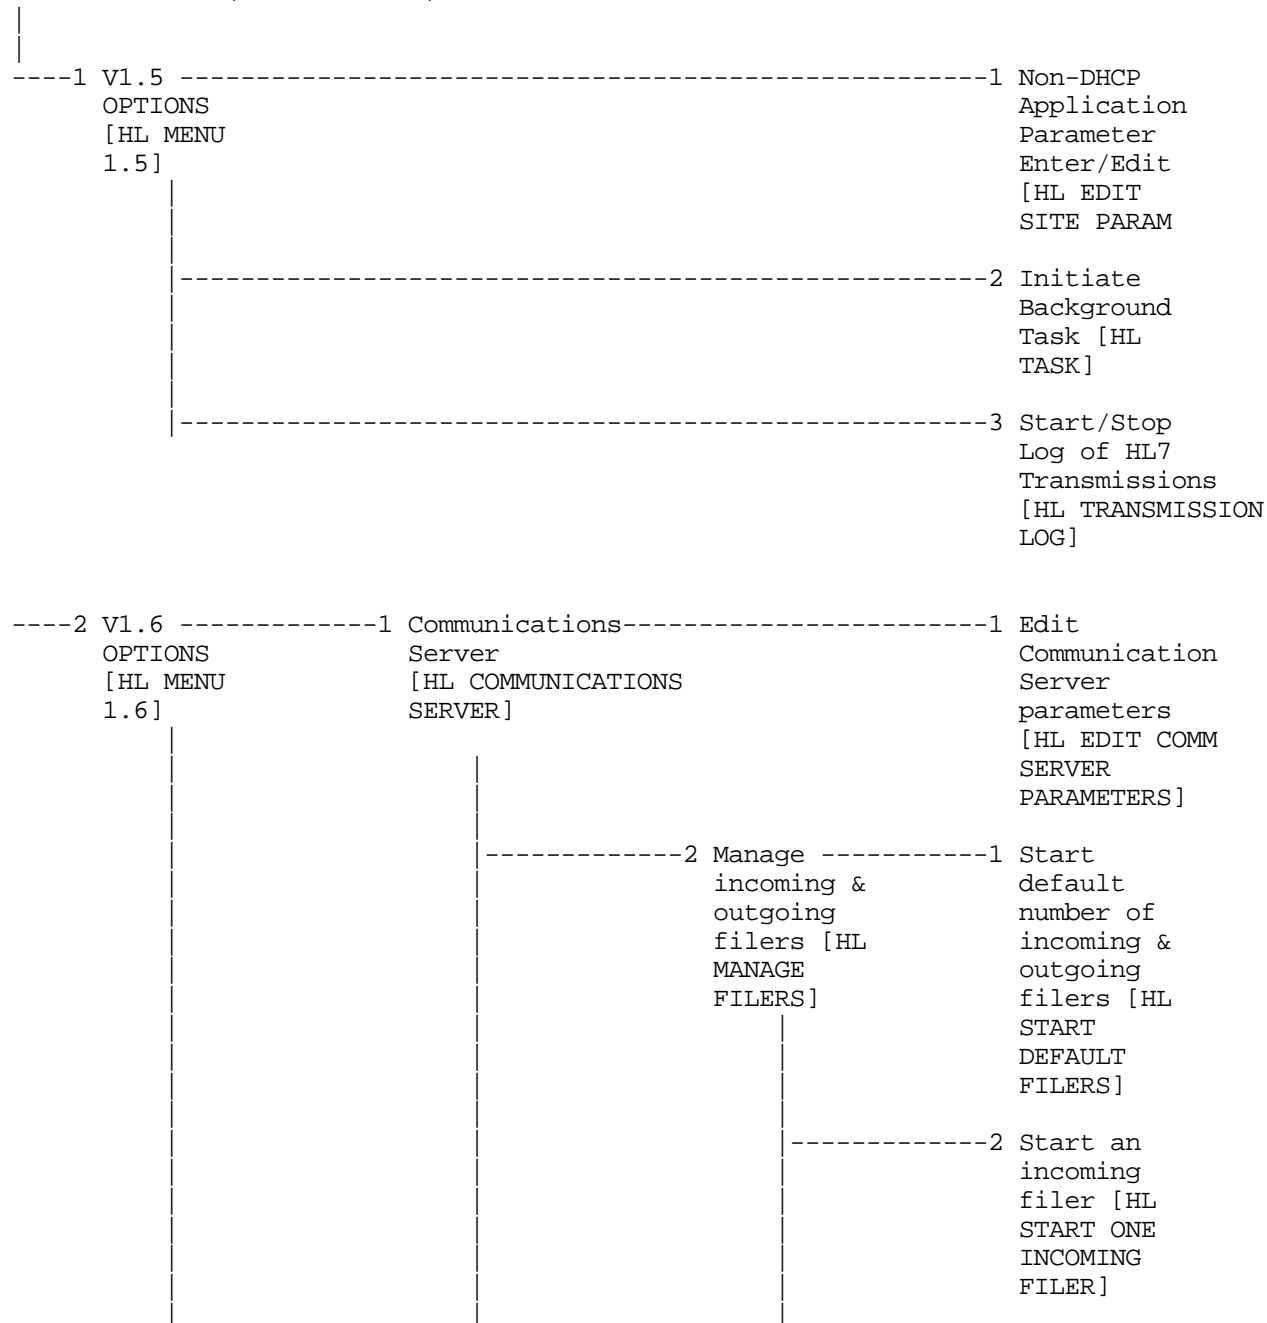 ----1 V1.5 -----------------------------------------------------1 Non-DHCP
OPTIONS Application
[HL MENU Parameter
1.5] Enter/Edit
[HL EDIT
SITE PARAM
|-----------------------------------------------------2 Initiate
Background
Task [HL
TASK]
|-----------------------------------------------------3 Start/Stop
Log of HL7
Transmissions
[HL TRANSMISSION
LOG]
----2 V1.6 -------------1 Communications------------------------1 Edit
OPTIONS Server Communication
[HL MENU [HL COMMUNICATIONS Server
1.6] SERVER] parameters
[HL EDIT COMM
SERVER
PARAMETERS]
|-------------2 Manage -----------1 Start
incoming & default
outgoing number of
filers [HL incoming &
MANAGE outgoing
FILERS] filers [HL
START
DEFAULT
FILERS]
|-------------2 Start an
incoming
filer [HL
START ONE
INCOMING
FILER]